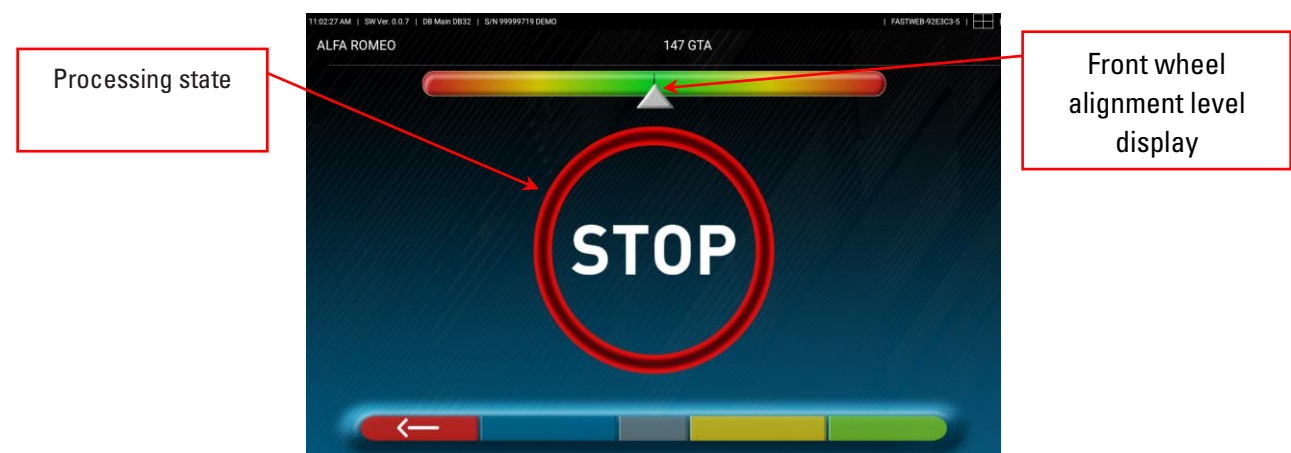 11:02:27 AM | SW Ver. 0.0.7 | DB Main DB32 | S/N 99999719 DEMO | FASTWEB-92E3C3-5 |
ALFA ROMEO 147 GTA
Processing state
Front wheel
alignment level
display
STOP